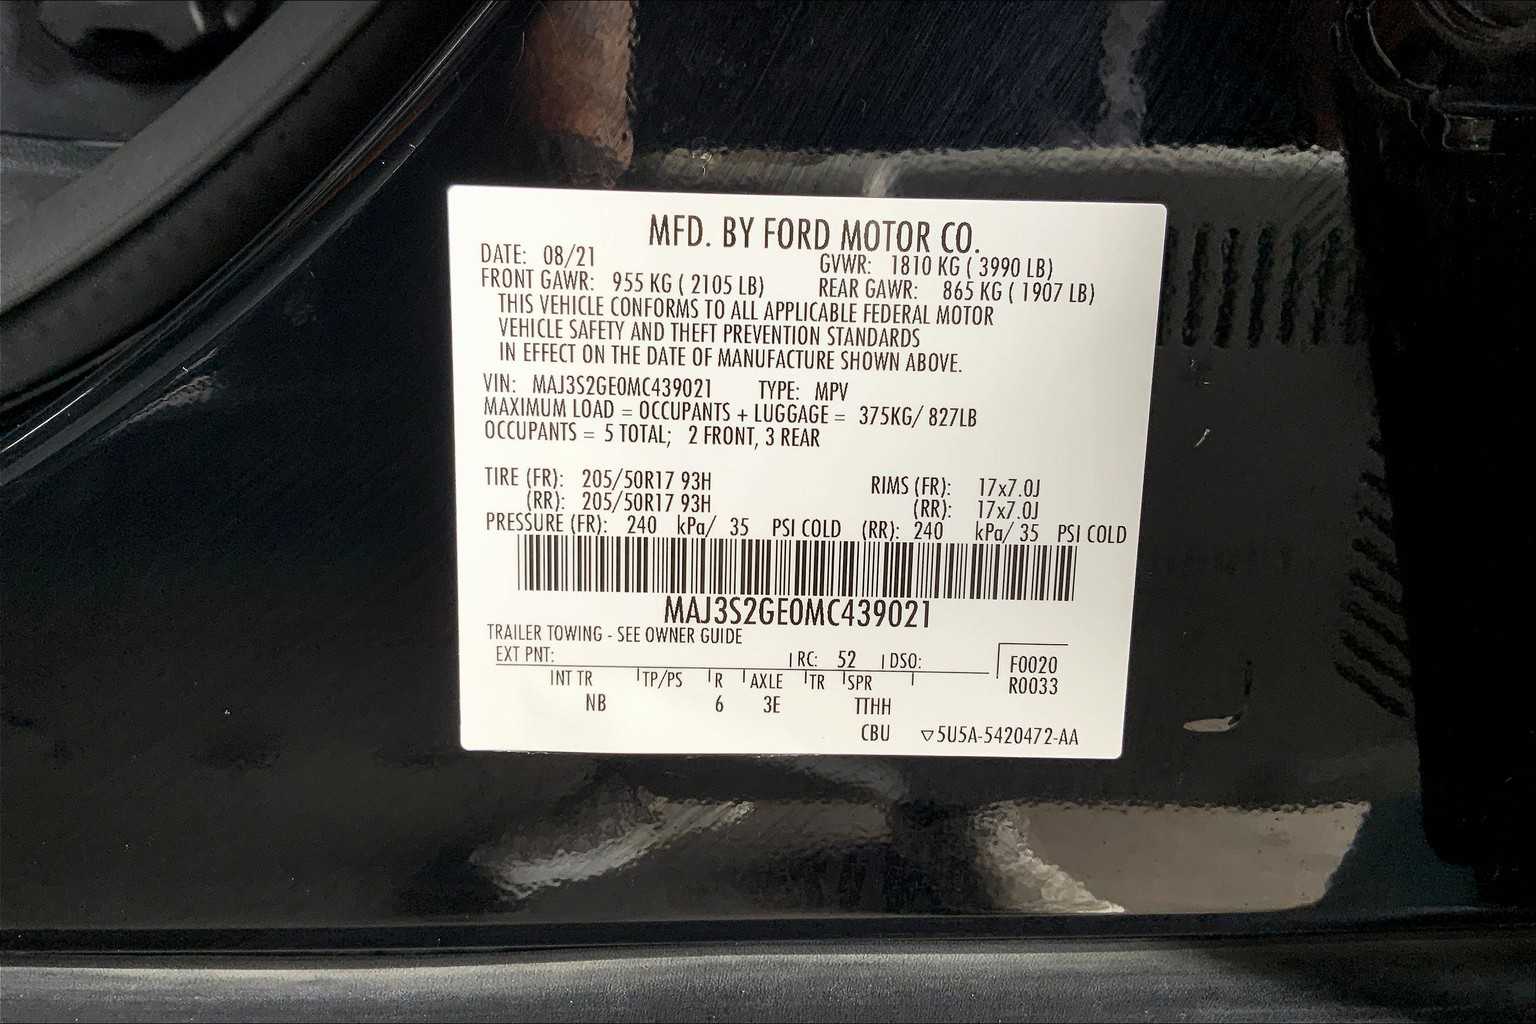 MFD. BY FORD MOTOR CO.
DATE: 08/21 GVWR: 1810 KG ( 3990 LB)
FRONT GAWR: 955 KG ( 2105 LB) REAR GAWR: 865 KG ( 1907 LB)
THIS VEHICLE CONFORMS TO ALL APPLICABLE FEDERAL MOTOR
VEHICLE SAFETY AND THEFT PREVENTION STANDARDS
IN EFFECT ON THE DATE OF MANUFACTURE SHOWN ABOVE.
VIN: MAJ3S2GE0MC439021 TYPE: MPV
MAXIMUM LOAD = OCCUPANTS + LUGGAGE = 375KG/ 827LB
OCCUPANTS = 5 TOTAL; 2 FRONT, 3 REAR
TIRE (FR): 205/50R17 93H RIMS (FR): 17x7.0J
(RR): 205/50R17 93H (RR): 17x7.0J
PRESSURE (FR): 240 kPa/ 35 PSI COLD (RR): 240 kPa/ 35 PSI COLD
MAJ3S2GE0MC439021
TRAILER TOWING - SEE OWNER GUIDE
EXT PNT: RC: 52 DSO: F0020
INT TR TP/PS R AXLE TR SPR R0033
NB 6 3E TTHH
CBU ▽5U5A-5420472-AA